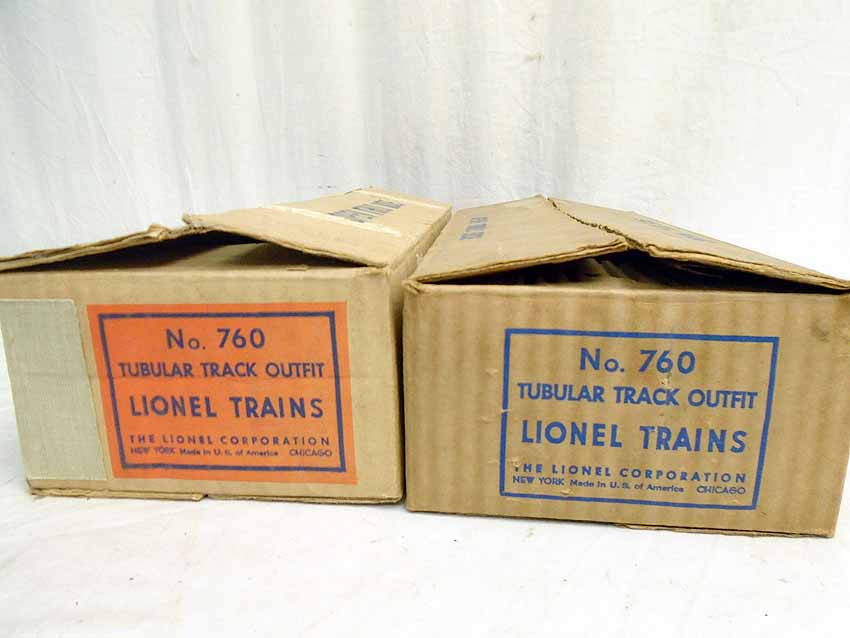 No. 760
TUBULAR TRACK OUTFIT
LIONEL TRAINS
THE LIONEL CORPORATION
NEW YORK Made in U. S. of America CHICAGO
No. 760
TUBULAR TRACK OUTFIT
LIONEL TRAINS
THE LIONEL CORPORATION
NEW YORK Made in U. S. of America CHICAGO